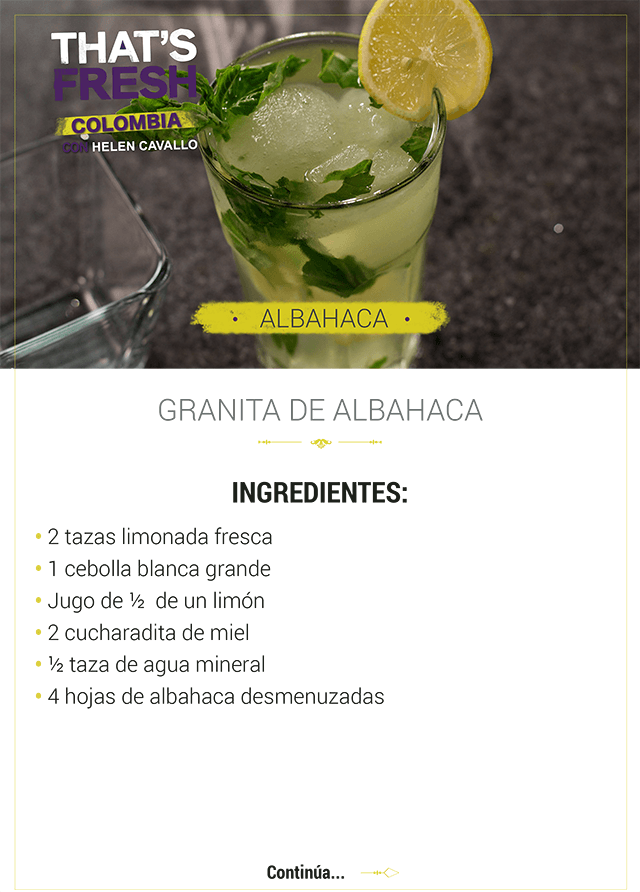 THAT'S
FRESH
COLOMBIA
CON HELEN CAVALLO
• ALBAHACA •
GRANITA DE ALBAHACA
INGREDIENTES:
• 2 tazas limonada fresca
• 1 cebolla blanca grande
• Jugo de ½ de un limón
• 2 cucharadita de miel
• ½ taza de agua mineral
• 4 hojas de albahaca desmenuzadas
Continúa...